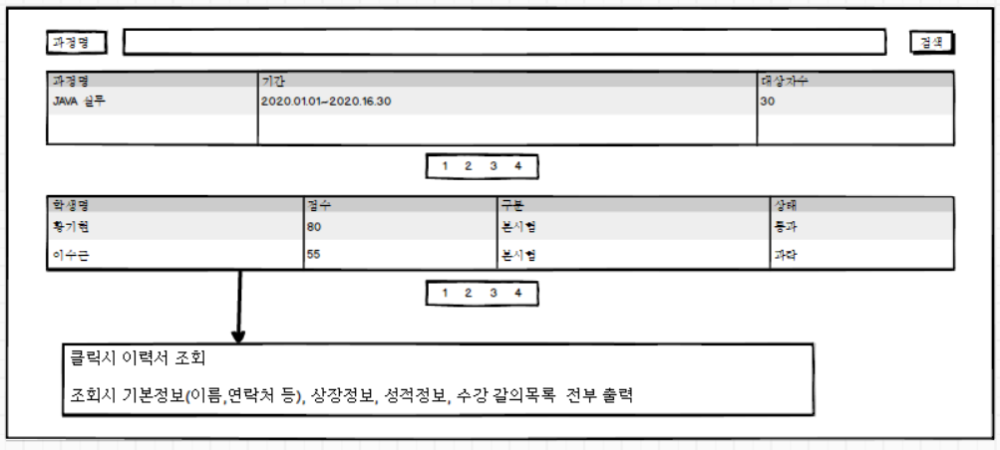 과정명 검색
과정명 기간 대상자수
JAVA 실무 2020.01.01~2020.16.30 30
1 2 3 4
학생명 점수 구분 상태
황기현 80 본시험 통과
이수근 55 본시험 과락
1 2 3 4
클릭시 이력서 조회
조회시 기본정보(이름,연락처 등), 상장정보, 성적정보, 수강 갈의목록 전부 출력